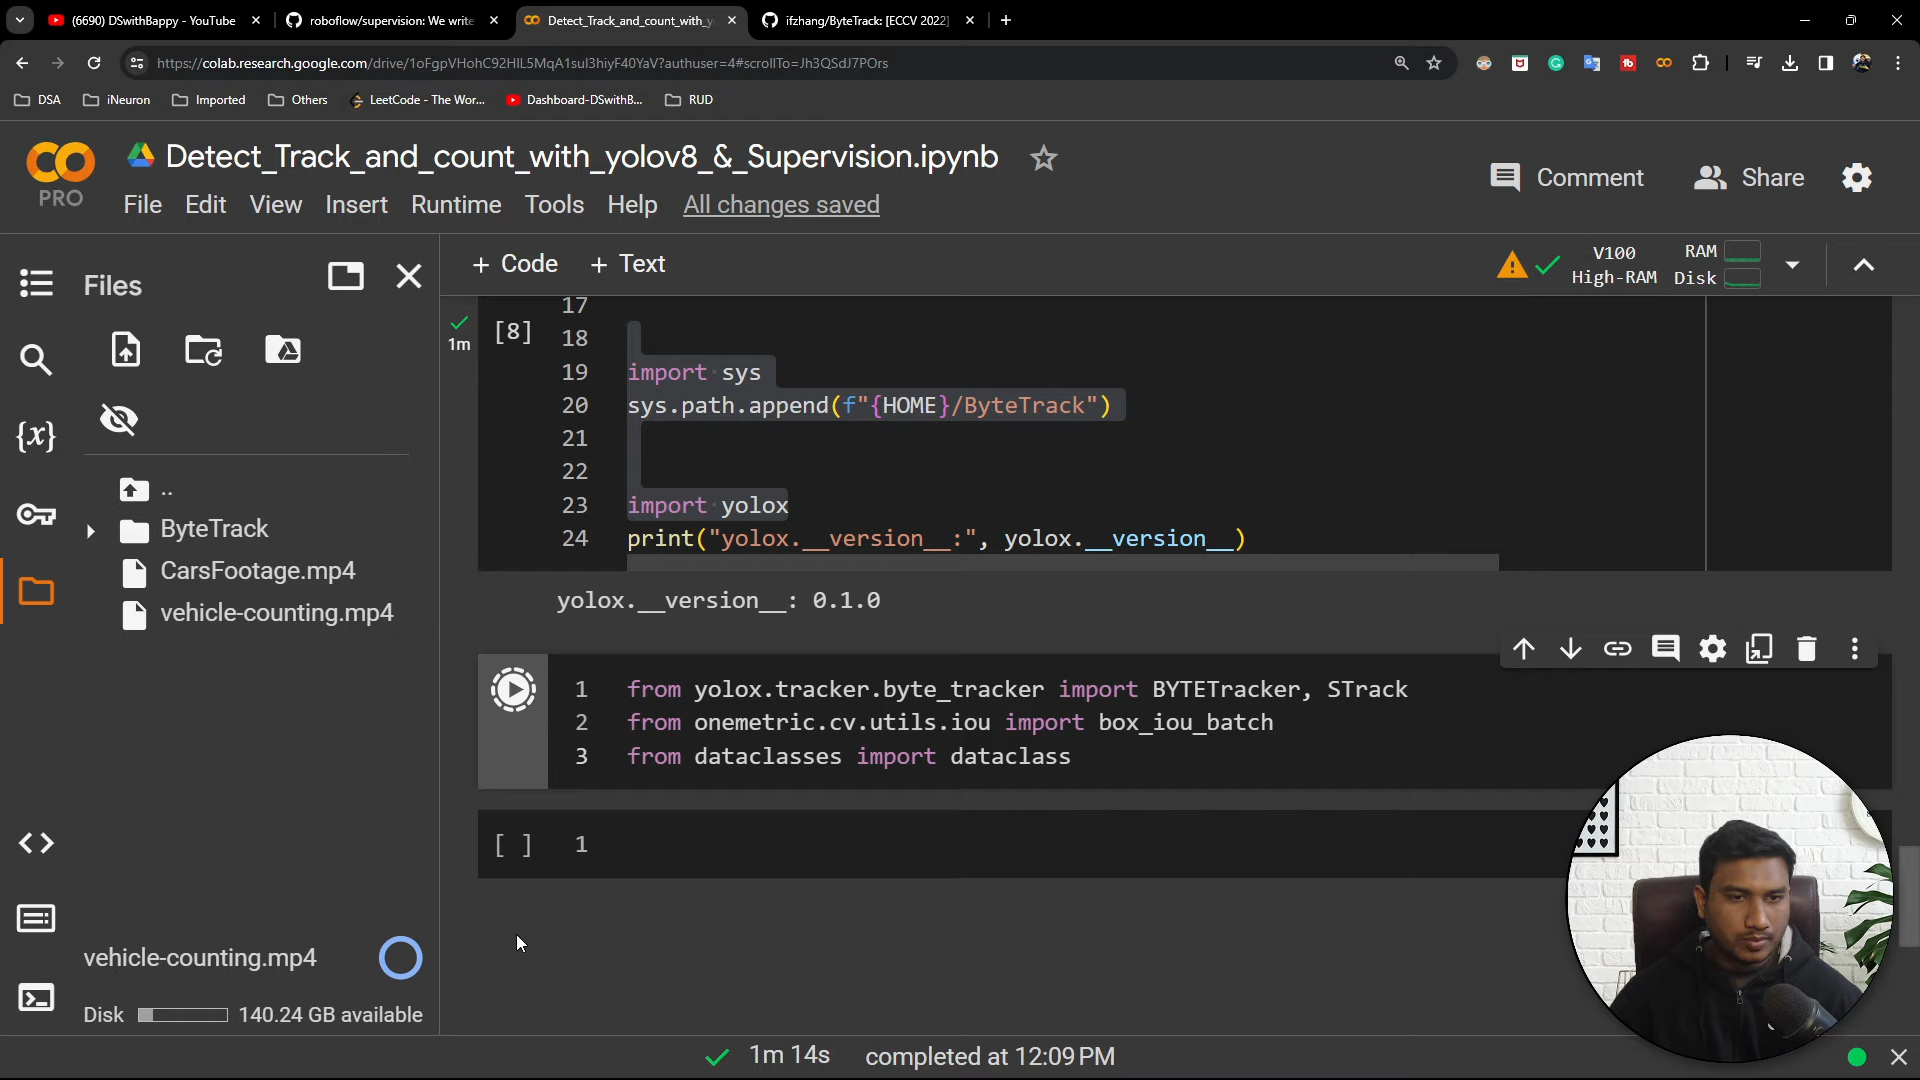 (6690) DSwithBappy - YouTube
roboflow/supervision: We write
Detect_Track_and_count_with_y
ifzhang/ByteTrack: [ECCV 2022]
https://colab.research.google.com/drive/1oFgpVHohC92HIL5MqA1sul3hiyF40YaV?authuser=4#scrollTo=Jh3QSdJ7POrs
DSA
iNeuron
Imported
Others
LeetCode - The Wor...
Dashboard-DSwithB...
RUD
PRO
Detect_Track_and_count_with_yolov8_&_Supervision.ipynb
File Edit View Insert Runtime Tools Help All changes saved
Comment
Share
Files
+ Code
+ Text
V100
High-RAM
RAM
Disk
{x}
..
ByteTrack
CarsFootage.mp4
vehicle-counting.mp4
vehicle-counting.mp4
Disk 140.24 GB available
1m
[8]
17
18
19 import sys
20 sys.path.append(f"{HOME}/ByteTrack")
21
22
23 import yolox
24 print("yolox.__version__:", yolox.__version__)
yolox.__version__: 0.1.0
1 from yolox.tracker.byte_tracker import BYTETracker, STrack
2 from onemetric.cv.utils.iou import box_iou_batch
3 from dataclasses import dataclass
[ ] 1
1m 14s completed at 12:09 PM